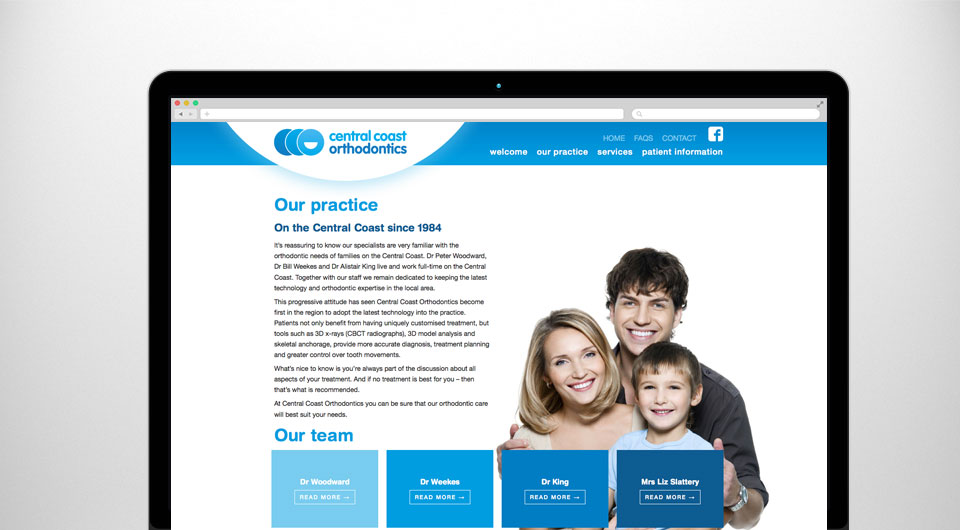 central coast
orthodontics
HOME FAQS CONTACT f
welcome our practice services patient information
Our practice
On the Central Coast since 1984
It's reassuring to know our specialists are very familiar with the
orthodontic needs of families on the Central Coast. Dr Peter Woodward,
Dr Bill Weekes and Dr Alistair King live and work full-time on the Central
Coast. Together with our staff we remain dedicated to keeping the latest
technology and orthodontic expertise in the local area.
This progressive attitude has seen Central Coast Orthodontics become
first in the region to adopt the latest technology into the practice.
Patients not only benefit from having uniquely customised treatment, but
tools such as 3D x-rays (CBCT radiographs), 3D model analysis and
skeletal anchorage, provide more accurate diagnosis, treatment planning
and greater control over tooth movements.
What's nice to know is you're always part of the discussion about all
aspects of your treatment. And if no treatment is best for you – then
that's what is recommended.
At Central Coast Orthodontics you can be sure that our orthodontic care
will best suit your needs.
Our team
Dr Woodward
READ MORE →
Dr Weekes
READ MORE →
Dr King
READ MORE →
Mrs Liz Slattery
READ MORE →